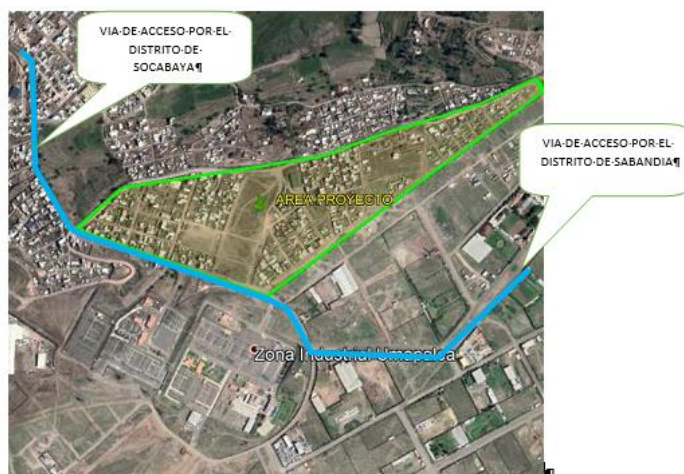 VIA·DE·ACCESO·POR·EL·
DISTRITO·DE·
SOCABAYA¶
VIA·DE·ACCESO·POR·EL·
DISTRITO·DE·SABANDIA¶
AREA PROYECTO
Zona Industrial Umapalca
¶